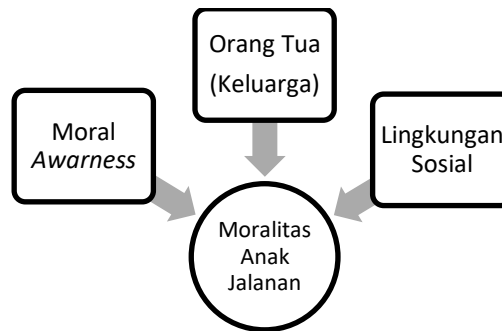 Orang Tua
(Keluarga)
Moral
Awarness
Lingkungan
Sosial
Moralitas
Anak
Jalanan